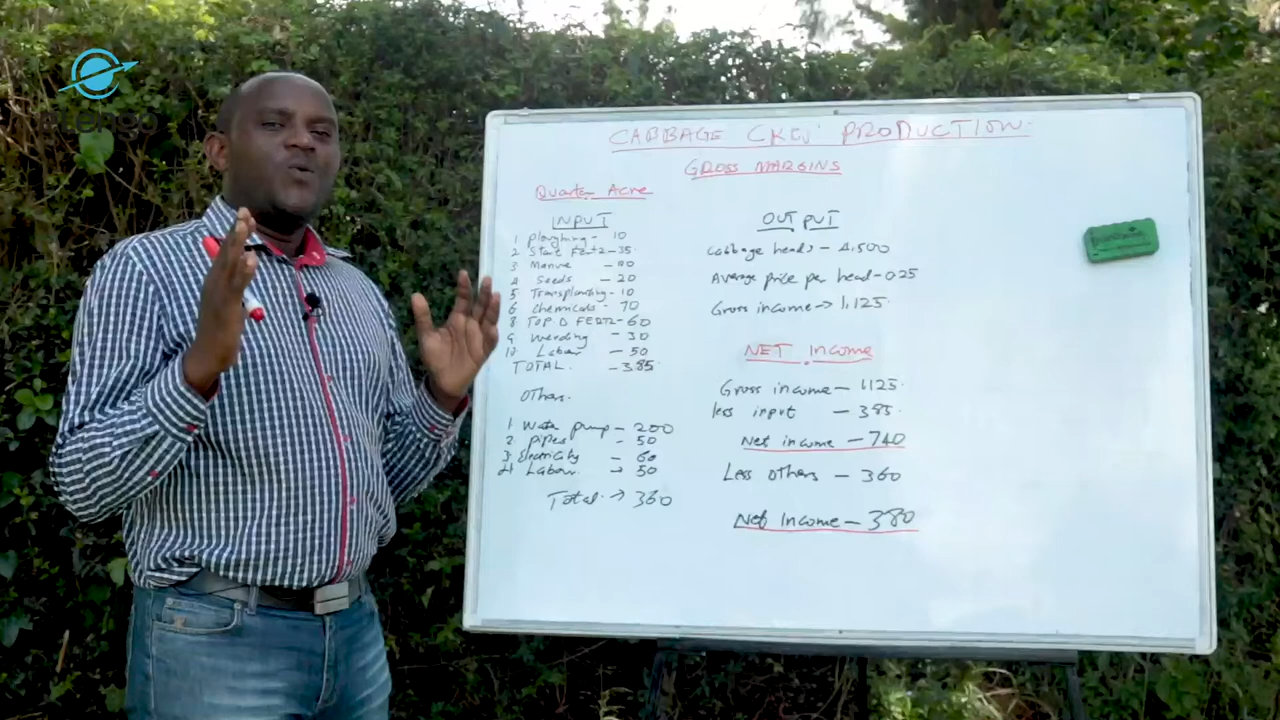 CABBAGE CKEN PRODUCTION
GROSS MARGINS
Quarter Acre
INPUT
1 ploughing - 10
2 Start Fertz - 35
3 Manure - 100
4 Seeds - 20
5 Transplanting - 10
6 chemicals - 70
8 TOP D FERTZ - 60
9 weeding - 30
10 Labour - 50
TOTAL. - 385
Others.
1 Water pump - 200
2 pipes - 50
3 Electricity - 60
4 Labour → 50
Total → 360
OUTPUT
Cabbage heads - 4,500
Average price per head - 0.25
Gross income → 1,125
NET INCOME
Gross income - 1125
less input - 385
Net income - 740
Less others - 360
Net Income - 380